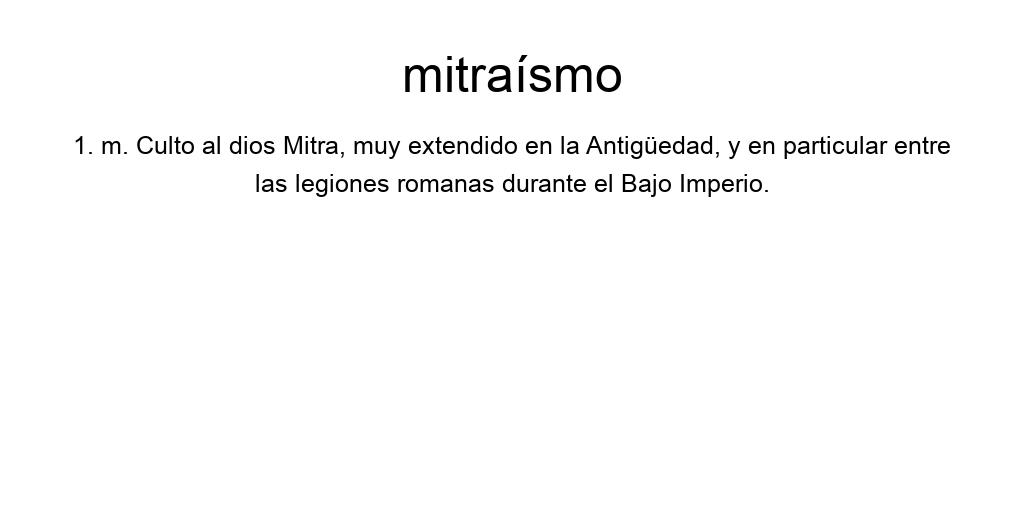 mitraísmo
1. m. Culto al dios Mitra, muy extendido en la Antigüedad, y en particular entre
las legiones romanas durante el Bajo Imperio.